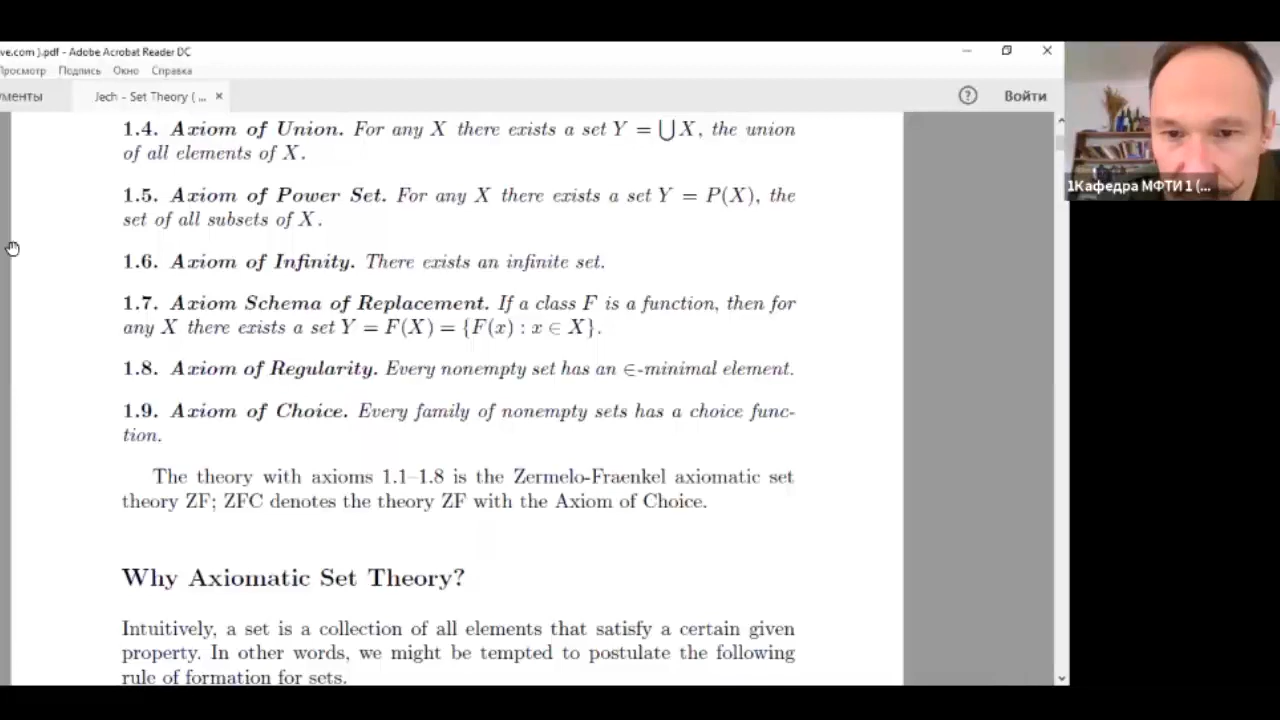 ve.com ).pdf - Adobe Acrobat Reader DC
Просмотр Подпись Окно Справка
ументы Jech - Set Theory ( ... × ? Войти
1.4. Axiom of Union. For any X there exists a set Y = ⋃ X, the union
of all elements of X.
1.5. Axiom of Power Set. For any X there exists a set Y = P(X), the
set of all subsets of X.
1.6. Axiom of Infinity. There exists an infinite set.
1.7. Axiom Schema of Replacement. If a class F is a function, then for
any X there exists a set Y = F(X) = {F(x) : x ∈ X}.
1.8. Axiom of Regularity. Every nonempty set has an ∈-minimal element.
1.9. Axiom of Choice. Every family of nonempty sets has a choice func-
tion.
The theory with axioms 1.1–1.8 is the Zermelo-Fraenkel axiomatic set
theory ZF; ZFC denotes the theory ZF with the Axiom of Choice.
Why Axiomatic Set Theory?
Intuitively, a set is a collection of all elements that satisfy a certain given
property. In other words, we might be tempted to postulate the following
rule of formation for sets.
1Кафедра МФТИ 1 (...